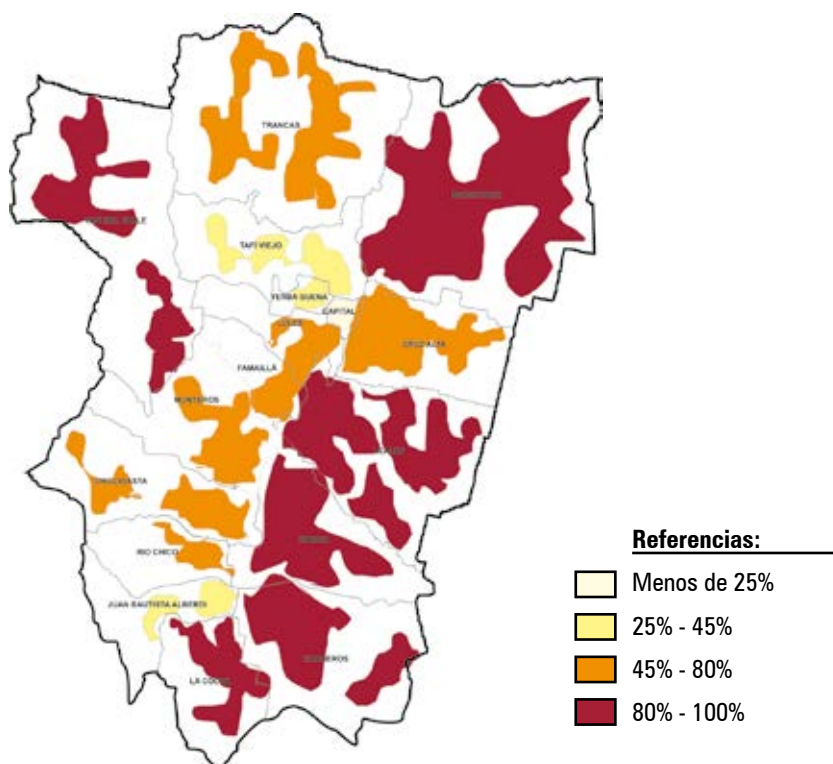 TRANCAS
TAFI VIEJO
YERBA BUENA
CAPITAL
LULES
CRUZ ALTA
FAMAILLÁ
MONTEROS
CHICLIGASTA
RIO CHICO
JUAN BAUTISTA ALBERDI
LA COCHA
GRANEROS
Referencias:
Menos de 25%
25% - 45%
45% - 80%
80% - 100%